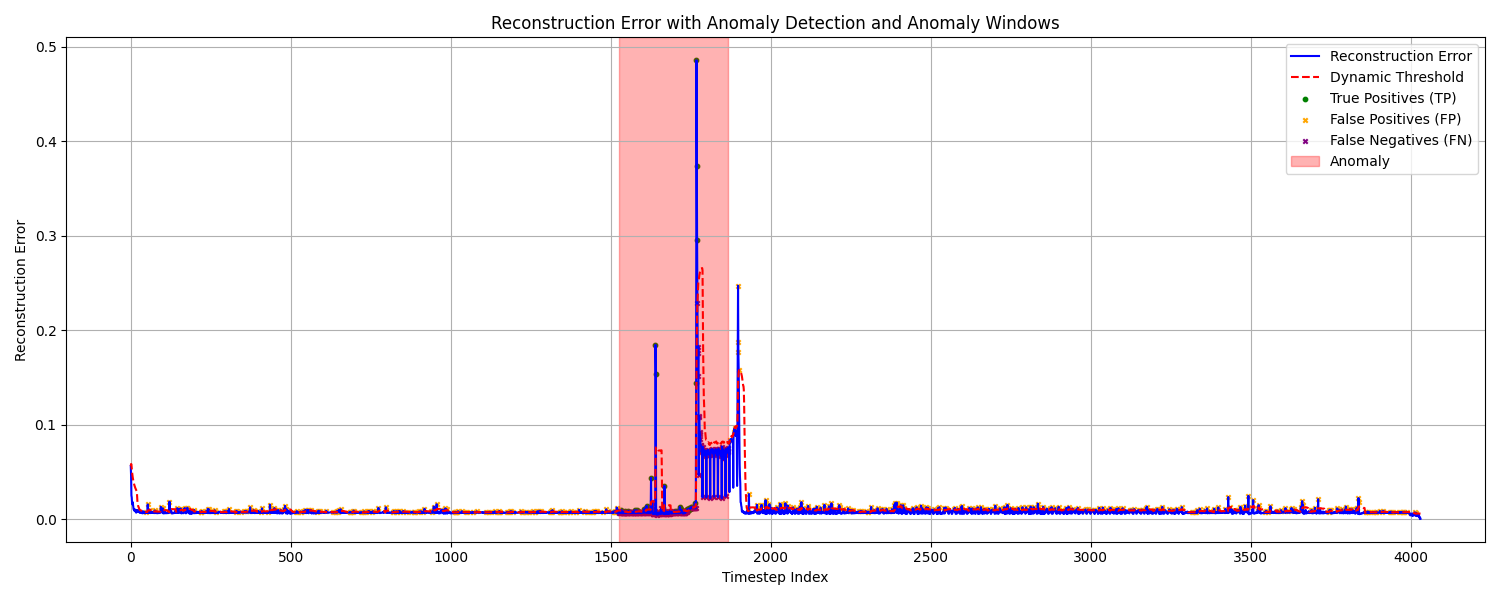 Reconstruction Error with Anomaly Detection and Anomaly Windows
Reconstruction Error
0.5
0.4
0.3
0.2
0.1
0.0
Reconstruction Error
Dynamic Threshold
True Positives (TP)
False Positives (FP)
False Negatives (FN)
Anomaly
0 500 1000 1500 2000 2500 3000 3500 4000
Timestep Index